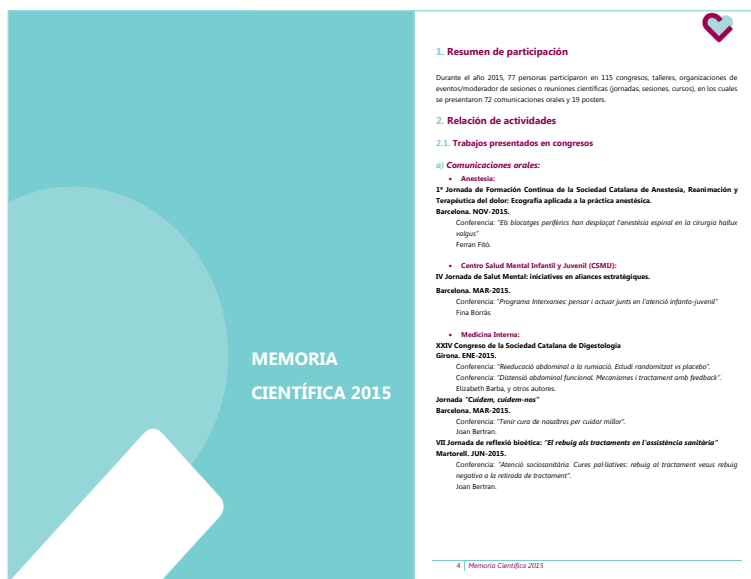 MEMORIA
CIENTÍFICA 2015
1. Resumen de participación
Durante el año 2015, 77 personas participaron en 115 congresos, talleres, organizaciones de
eventos/moderador de sesiones o reuniones científicas (jornadas, sesiones, cursos), en los cuales
se presentaron 72 comunicaciones orales y 19 posters.
2. Relación de actividades
2.1. Trabajos presentados en congresos
a) Comunicaciones orales:
• Anestesia:
1ª Jornada de Formación Continua de la Sociedad Catalana de Anestesia, Reanimación y
Terapéutica del dolor: Ecografía aplicada a la práctica anestésica.
Barcelona. NOV-2015.
Conferencia: "Els blocatges perifèrics han desplaçat l'anestèsia espinal en la cirurgia hallux
valgus"
Ferran Fitó.
• Centro Salud Mental Infantil y Juvenil (CSMIJ):
IV Jornada de Salut Mental: iniciatives en aliances estratègiques.
Barcelona. MAR-2015.
Conferencia: "Programa Interxarxes: pensar i actuar junts en l'atenció infanto-juvenil"
Fina Borràs
• Medicina Interna:
XXIV Congreso de la Sociedad Catalana de Digestología
Girona. ENE-2015.
Conferencia: "Reeducació abdominal a la rumiació. Estudi randomitzat vs placebo".
Conferencia: "Distensió abdominal funcional. Mecanismes i tractament amb feedback".
Elizabeth Barba, y otros autores.
Jornada "Cuidem, cuidem-nos"
Barcelona. MAR-2015.
Conferencia: "Tenir cura de nosaltres per cuidar millor".
Joan Bertran.
VII Jornada de reflexió bioètica: "El rebuig als tractaments en l'assistència sanitària"
Martorell. JUN-2015.
Conferencia: "Atenció sociosanitària. Cures pal·liatives: rebuig al tractament vesus rebuig
negativa a la retirada de tractament".
Joan Bertran.
4 | Memoria Científica 2015